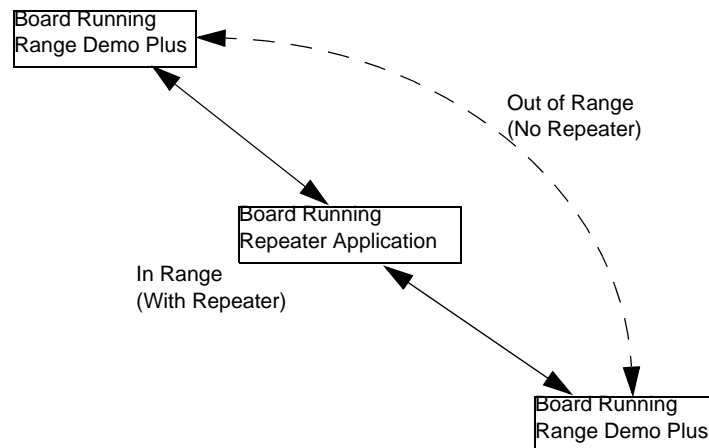 Board Running
Range Demo Plus
Out of Range
(No Repeater)
Board Running
Repeater Application
In Range
(With Repeater)
Board Running
Range Demo Plus